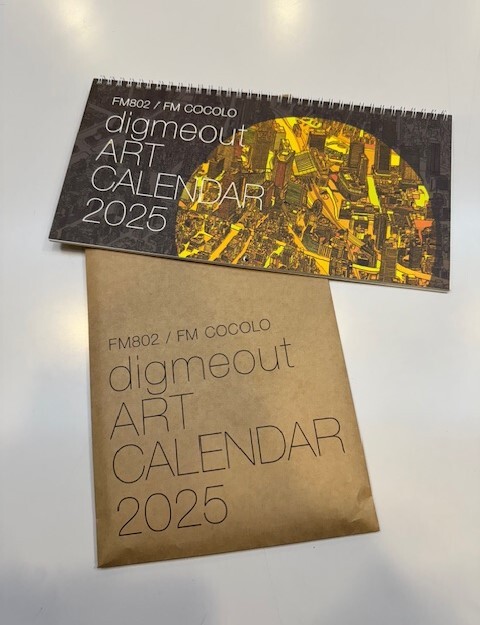 FM802 / FM COCOLO
digmeout
ART
CALENDAR
2025
FM802 / FM COCOLO
digmeout
ART
CALENDAR
2025